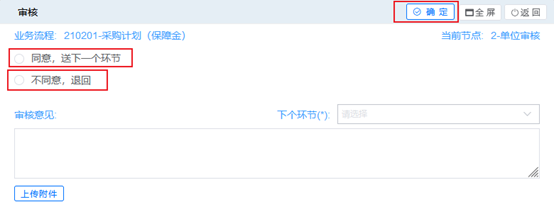 审核 确 定 全 屏 返 回
业务流程: 210201-采购计划（保障金） 当前节点: 2-单位审核
同意，送下一个环节
不同意，退回
审核意见: 下个环节(*): 请选择
上传附件